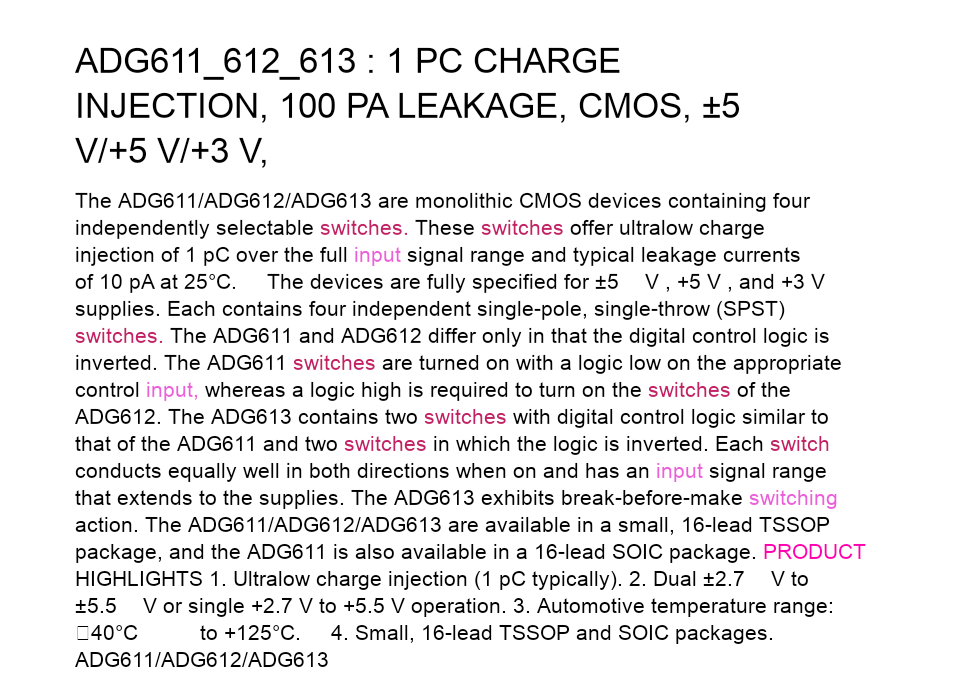 ADG611_612_613 : 1 PC CHARGE
INJECTION, 100 PA LEAKAGE, CMOS, ±5
V/+5 V/+3 V,
The ADG611/ADG612/ADG613 are monolithic CMOS devices containing four
independently selectable switches. These switches offer ultralow charge
injection of 1 pC over the full input signal range and typical leakage currents
of 10 pA at 25°C. The devices are fully specified for ±5 V , +5 V , and +3 V
supplies. Each contains four independent single-pole, single-throw (SPST)
switches. The ADG611 and ADG612 differ only in that the digital control logic is
inverted. The ADG611 switches are turned on with a logic low on the appropriate
control input, whereas a logic high is required to turn on the switches of the
ADG612. The ADG613 contains two switches with digital control logic similar to
that of the ADG611 and two switches in which the logic is inverted. Each switch
conducts equally well in both directions when on and has an input signal range
that extends to the supplies. The ADG613 exhibits break-before-make switching
action. The ADG611/ADG612/ADG613 are available in a small, 16-lead TSSOP
package, and the ADG611 is also available in a 16-lead SOIC package. PRODUCT
HIGHLIGHTS 1. Ultralow charge injection (1 pC typically). 2. Dual ±2.7 V to
±5.5 V or single +2.7 V to +5.5 V operation. 3. Automotive temperature range:
□40°C to +125°C. 4. Small, 16-lead TSSOP and SOIC packages.
ADG611/ADG612/ADG613